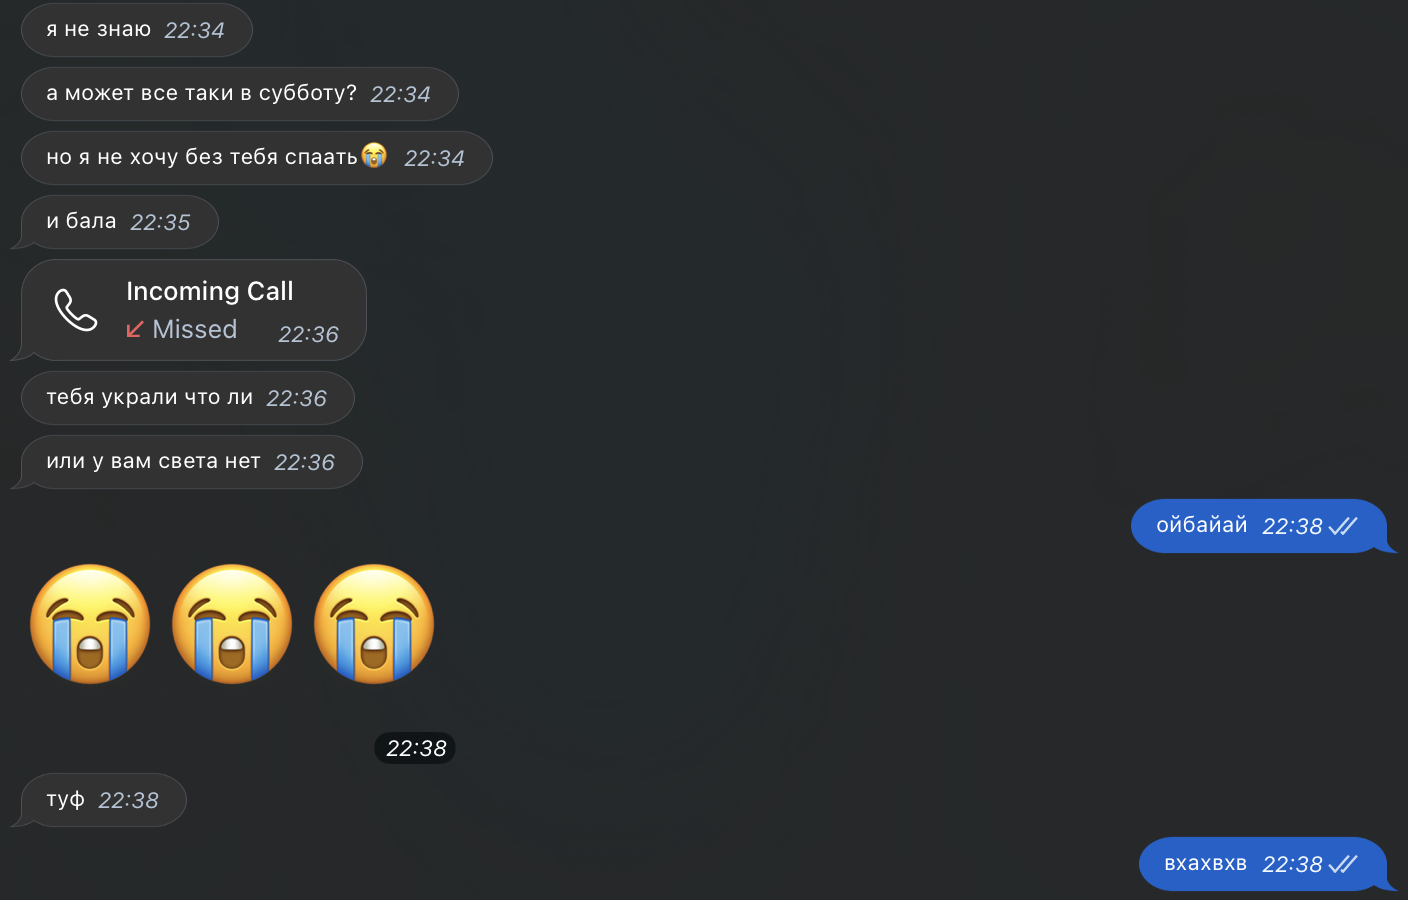 я не знаю 22:34
а может все таки в субботу? 22:34
но я не хочу без тебя спаать😭 22:34
и бала 22:35
Incoming Call
Missed 22:36
тебя украли что ли 22:36
или у вам света нет 22:36
ойбайай 22:38
😭😭😭
22:38
туф 22:38
вхахвхв 22:38